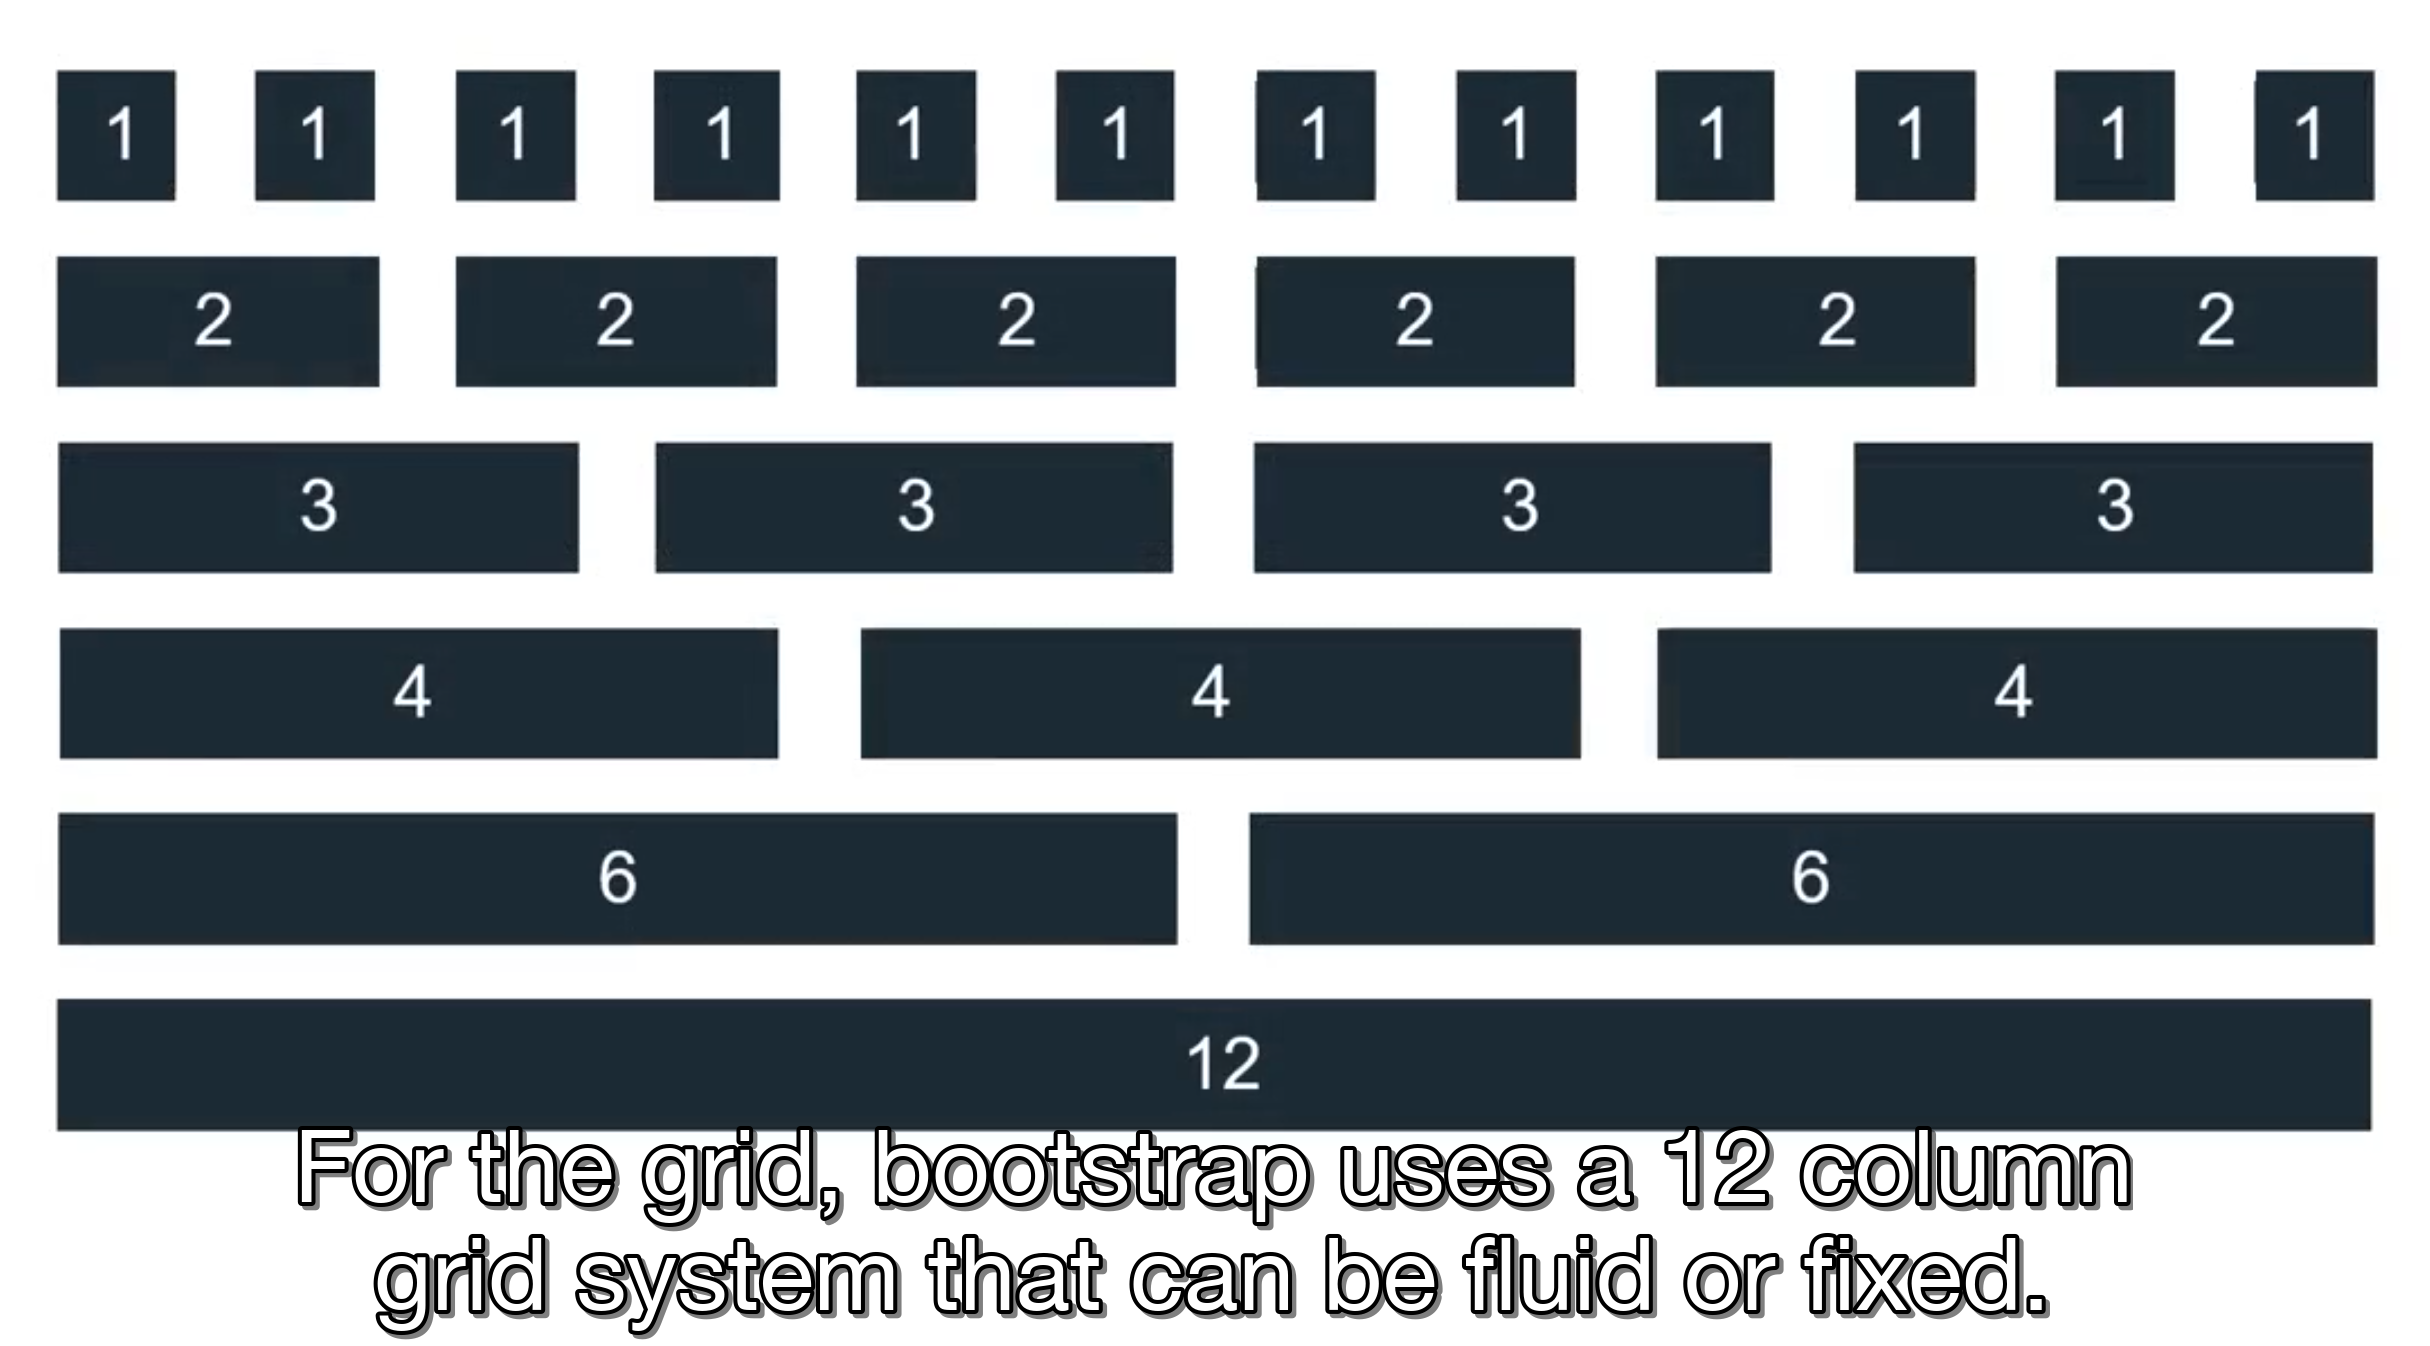 1 1 1 1 1 1 1 1 1 1 1 1
2 2 2 2 2 2
3 3 3 3
4 4 4
6 6
12
For the grid, bootstrap uses a 12 column
grid system that can be fluid or fixed.